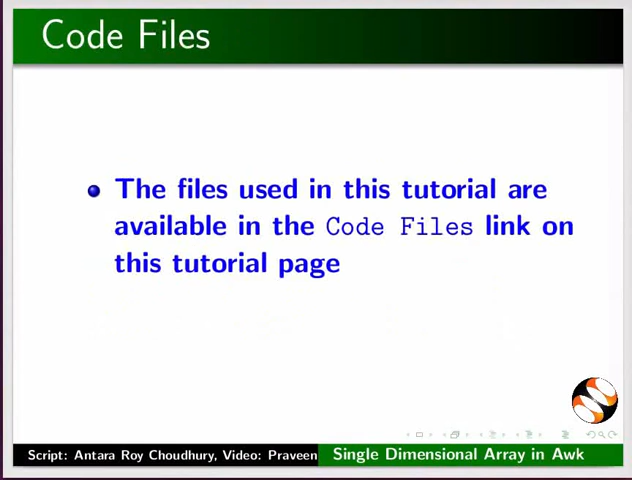 Code Files
The files used in this tutorial are
available in the Code Files link on
this tutorial page
Script: Antara Roy Choudhury, Video: Praveen
Single Dimensional Array in Awk